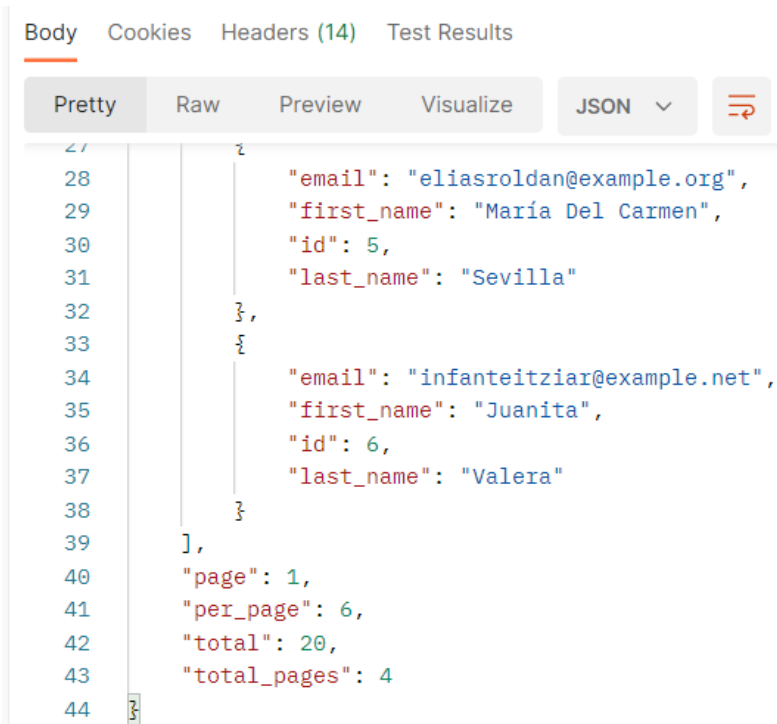 Body Cookies Headers (14) Test Results
Pretty Raw Preview Visualize JSON
27 {
28 "email": "eliasroldan@example.org",
29 "first_name": "María Del Carmen",
30 "id": 5,
31 "last_name": "Sevilla"
32 },
33 {
34 "email": "infanteitziar@example.net",
35 "first_name": "Juanita",
36 "id": 6,
37 "last_name": "Valera"
38 }
39 ],
40 "page": 1,
41 "per_page": 6,
42 "total": 20,
43 "total_pages": 4
44 }